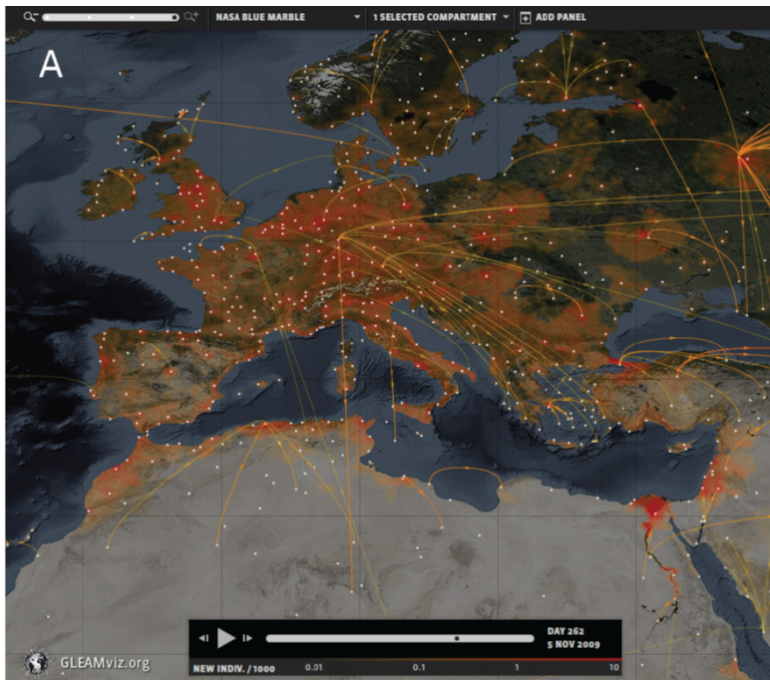 NASA BLUE MARBLE
1 SELECTED COMPARTMENT
ADD PANEL
A
DAY 262
5 NOV 2009
NEW INDIV. / 1000
0.01
0.1
1
10
GLEAMviz.org